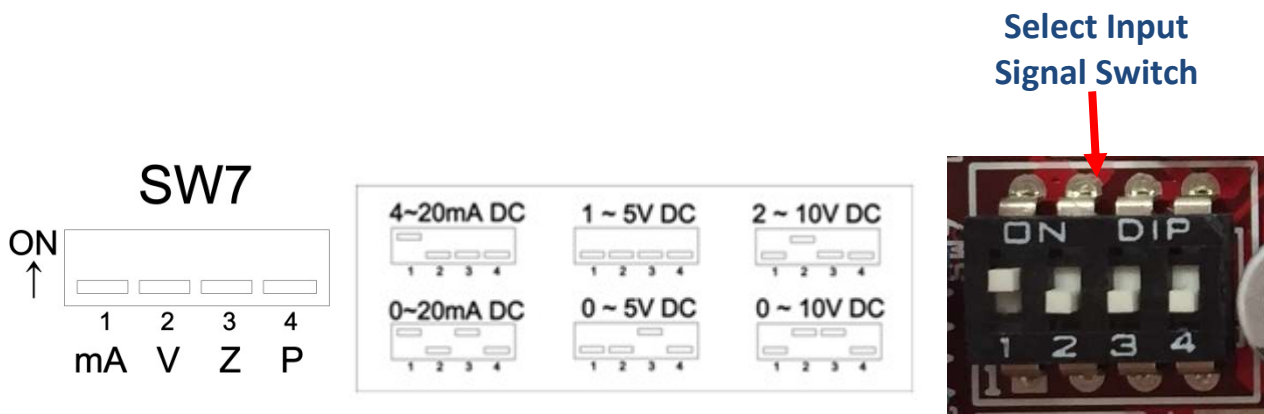 Select Input
Signal Switch
SW7
ON
↑
1 2 3 4
mA V Z P
4~20mA DC
1 2 3 4
1 ~ 5V DC
1 2 3 4
2 ~ 10V DC
1 2 3 4
0~20mA DC
1 2 3 4
0 ~ 5V DC
1 2 3 4
0 ~ 10V DC
1 2 3 4
ON DIP
1 2 3 4
1